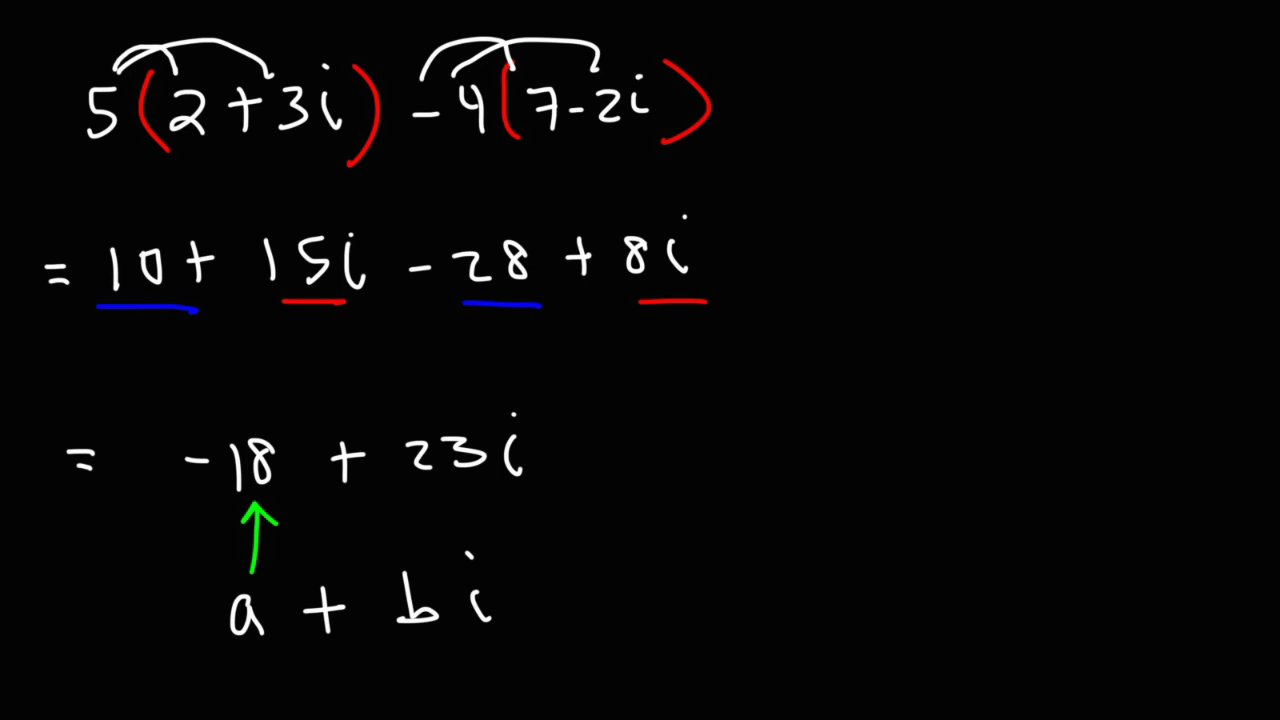 5(2+3i) -4(7-2i)
= 10 + 15i - 28 + 8i
= -18 + 23i
a + bi